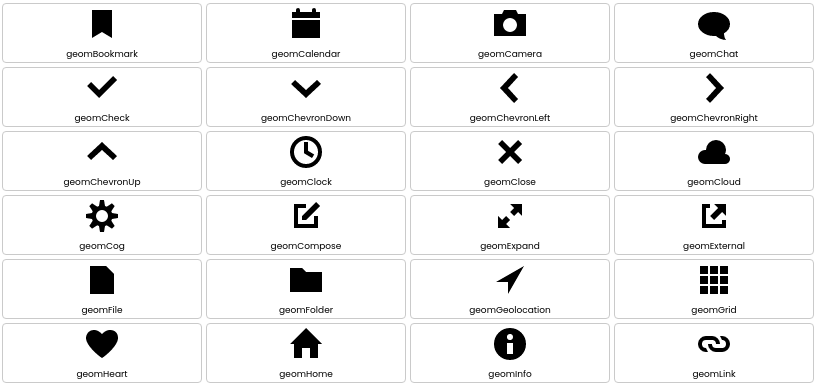 geomBookmark geomCalendar geomCamera geomChat
geomCheck geomChevronDown geomChevronLeft geomChevronRight
geomChevronUp geomClock geomClose geomCloud
geomCog geomCompose geomExpand geomExternal
geomFile geomFolder geomGeolocation geomGrid
geomHeart geomHome geomInfo geomLink